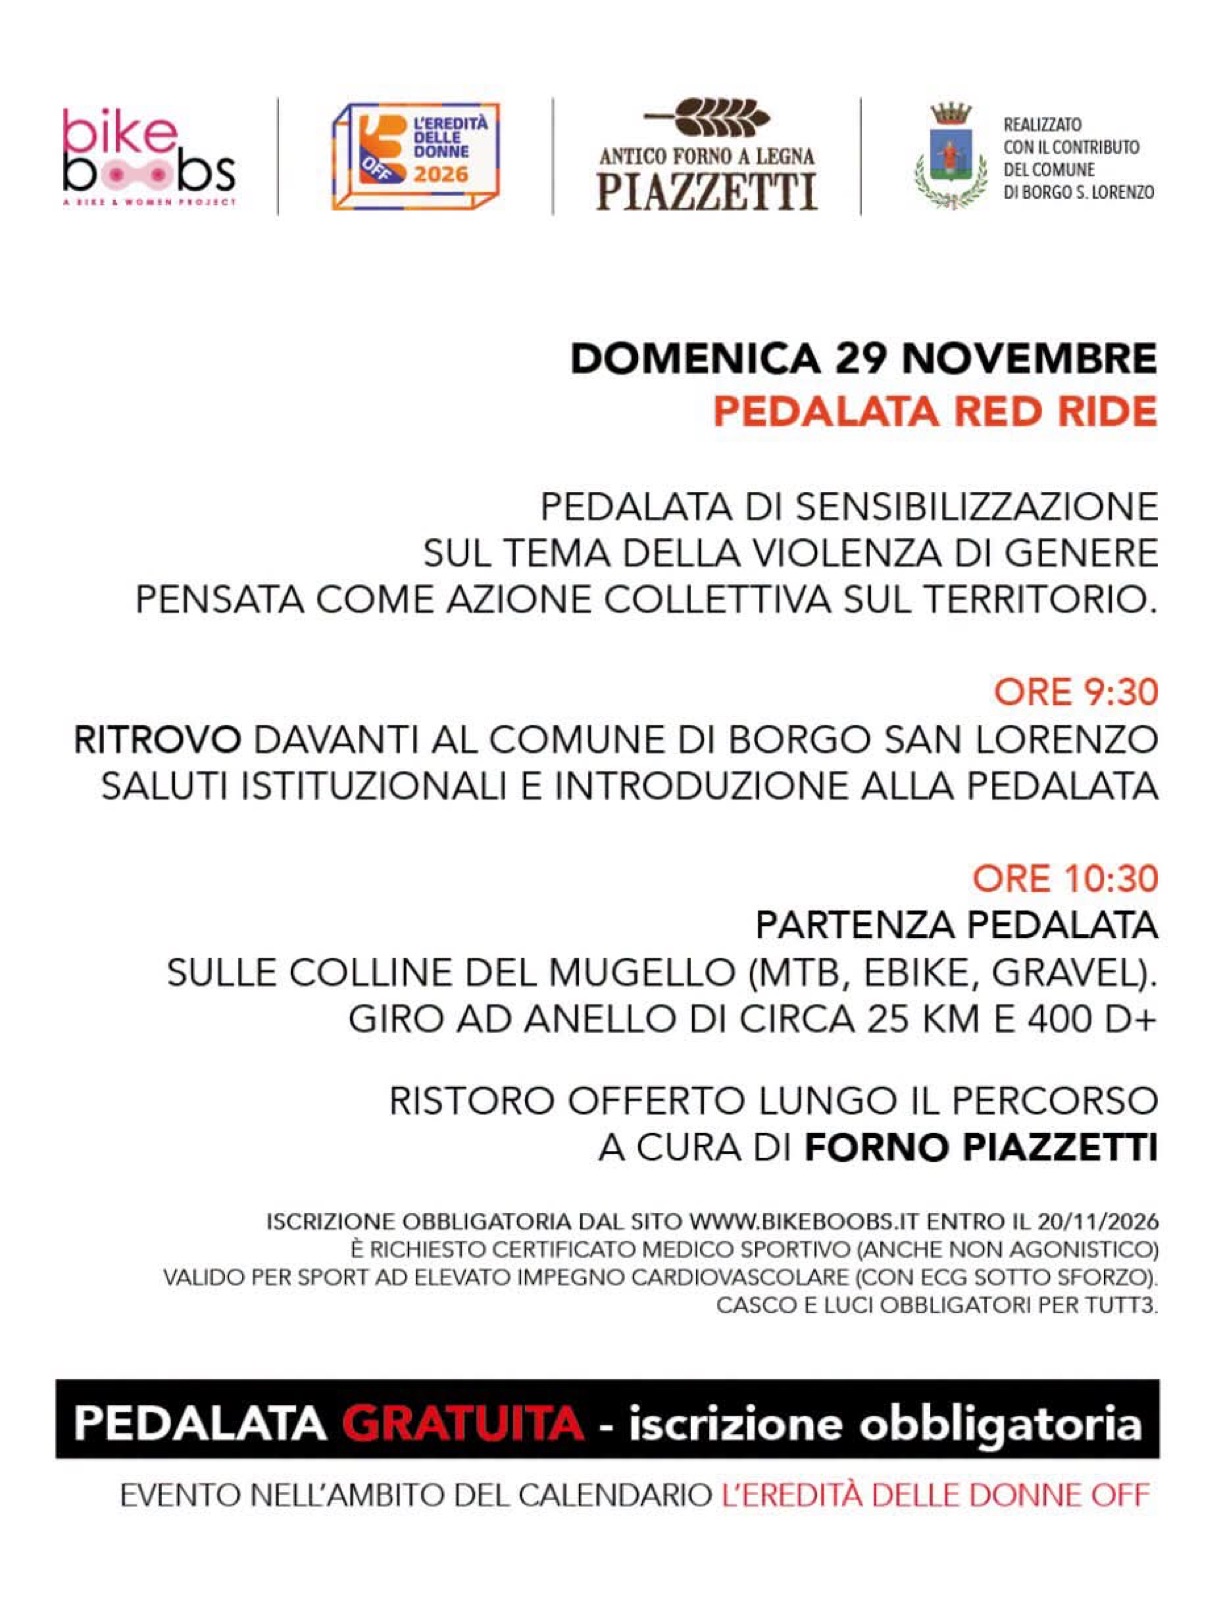 bike
boobs
A BIKE & WOMEN PROJECT
OFF
L'EREDITÀ
DELLE
DONNE
2026
ANTICO FORNO A LEGNA
PIAZZETTI
REALIZZATO
CON IL CONTRIBUTO
DEL COMUNE
DI BORGO S. LORENZO
DOMENICA 29 NOVEMBRE
PEDALATA RED RIDE
PEDALATA DI SENSIBILIZZAZIONE
SUL TEMA DELLA VIOLENZA DI GENERE
PENSATA COME AZIONE COLLETTIVA SUL TERRITORIO.
ORE 9:30
RITROVO DAVANTI AL COMUNE DI BORGO SAN LORENZO
SALUTI ISTITUZIONALI E INTRODUZIONE ALLA PEDALATA
ORE 10:30
PARTENZA PEDALATA
SULLE COLLINE DEL MUGELLO (MTB, EBIKE, GRAVEL).
GIRO AD ANELLO DI CIRCA 25 KM E 400 D+
RISTORO OFFERTO LUNGO IL PERCORSO
A CURA DI FORNO PIAZZETTI
ISCRIZIONE OBBLIGATORIA DAL SITO WWW.BIKEBOOBS.IT ENTRO IL 20/11/2026
È RICHIESTO CERTIFICATO MEDICO SPORTIVO (ANCHE NON AGONISTICO)
VALIDO PER SPORT AD ELEVATO IMPEGNO CARDIOVASCOLARE (CON ECG SOTTO SFORZO).
CASCO E LUCI OBBLIGATORI PER TUTT3.
PEDALATA GRATUITA - iscrizione obbligatoria
EVENTO NELL'AMBITO DEL CALENDARIO L'EREDITÀ DELLE DONNE OFF